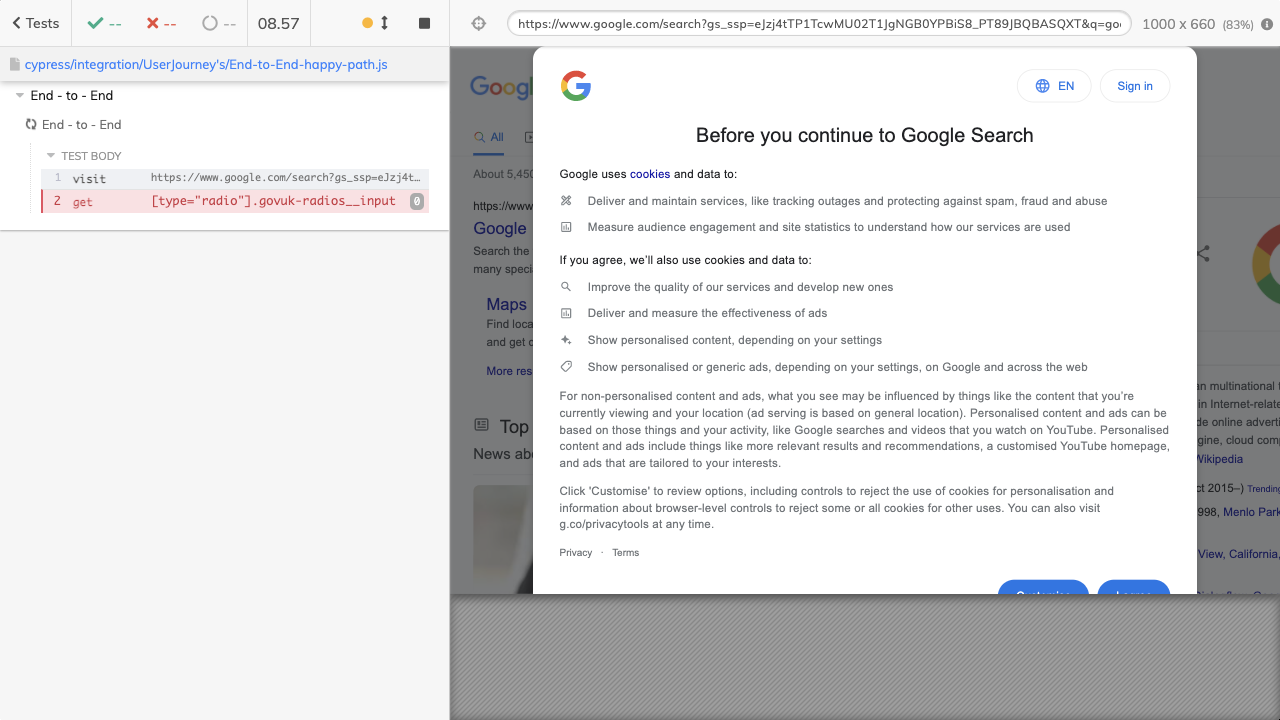 Tests
--
--
--
08.57
https://www.google.com/search?gs_ssp=eJzj4tTP1TcwMU02T1JgNGB0YPBiS8_PT89JBQBASQXT&q=goo
1000 x 660 (83%)
cypress/integration/UserJourney's/End-to-End-happy-path.js
End - to - End
End - to - End
TEST BODY
1 visit https://www.google.com/search?gs_ssp=eJzj4t…
2 get [type="radio"].govuk-radios__input 0
Googl
All
About 5,450
https://www
Google
Search the
many speci
Maps
Find loca
and get d
More res
Top
News abo
EN
Sign in
Before you continue to Google Search
Google uses cookies and data to:
Deliver and maintain services, like tracking outages and protecting against spam, fraud and abuse
Measure audience engagement and site statistics to understand how our services are used
If you agree, we'll also use cookies and data to:
Improve the quality of our services and develop new ones
Deliver and measure the effectiveness of ads
Show personalised content, depending on your settings
Show personalised or generic ads, depending on your settings, on Google and across the web
For non-personalised content and ads, what you see may be influenced by things like the content that you're
currently viewing and your location (ad serving is based on general location). Personalised content and ads can be
based on those things and your activity, like Google searches and videos that you watch on YouTube. Personalised
content and ads include things like more relevant results and recommendations, a customised YouTube homepage,
and ads that are tailored to your interests.
Click 'Customise' to review options, including controls to reject the use of cookies for personalisation and
information about browser-level controls to reject some or all cookies for other uses. You can also visit
g.co/privacytools at any time.
Privacy · Terms
Customise
I agree
an multinational t
in Internet-relate
de online adverti
gine, cloud comp
Wikipedia
ct 2015–) Trending
998, Menlo Park
View, California,